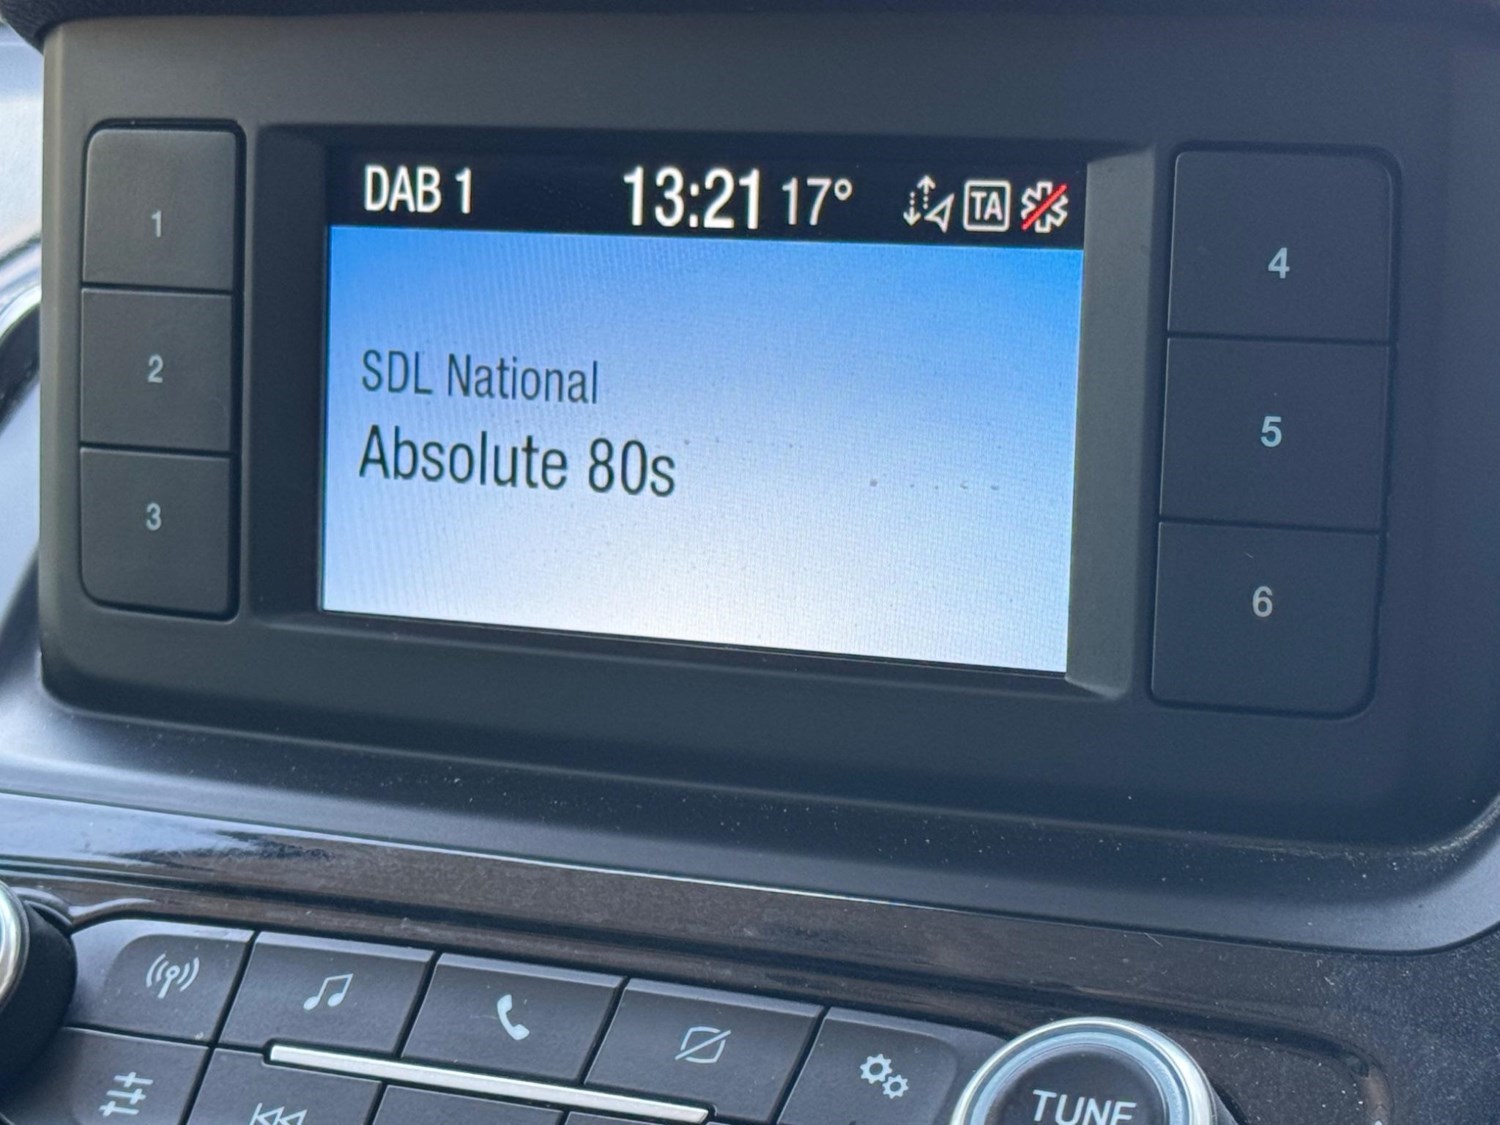 DAB 1 13:21 17° TA
SDL National
Absolute 80s
1
2
3
4
5
6
TUNE